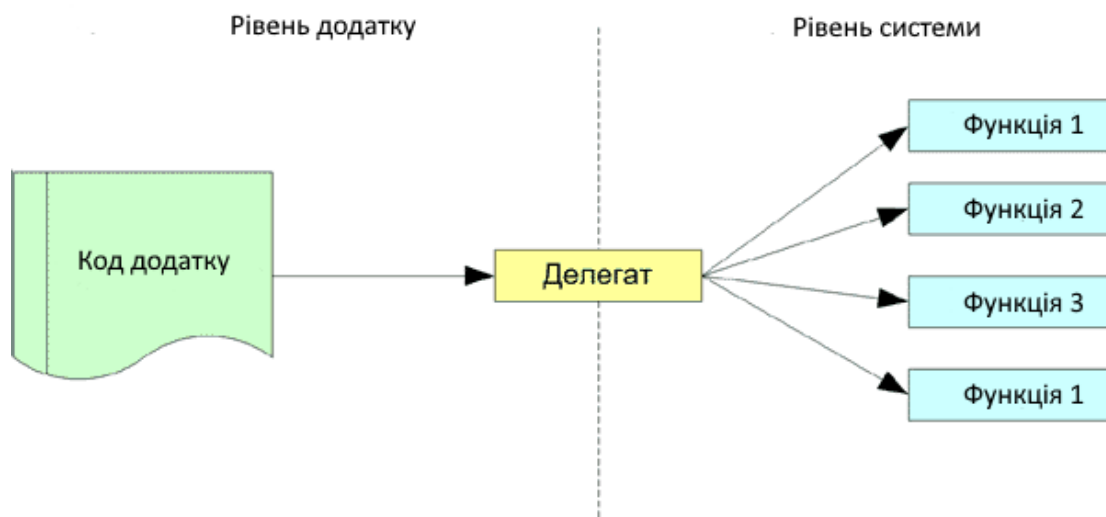 Рівень додатку
Рівень системи
Функція 1
Функція 2
Код додатку
Делегат
Функція 3
Функція 1